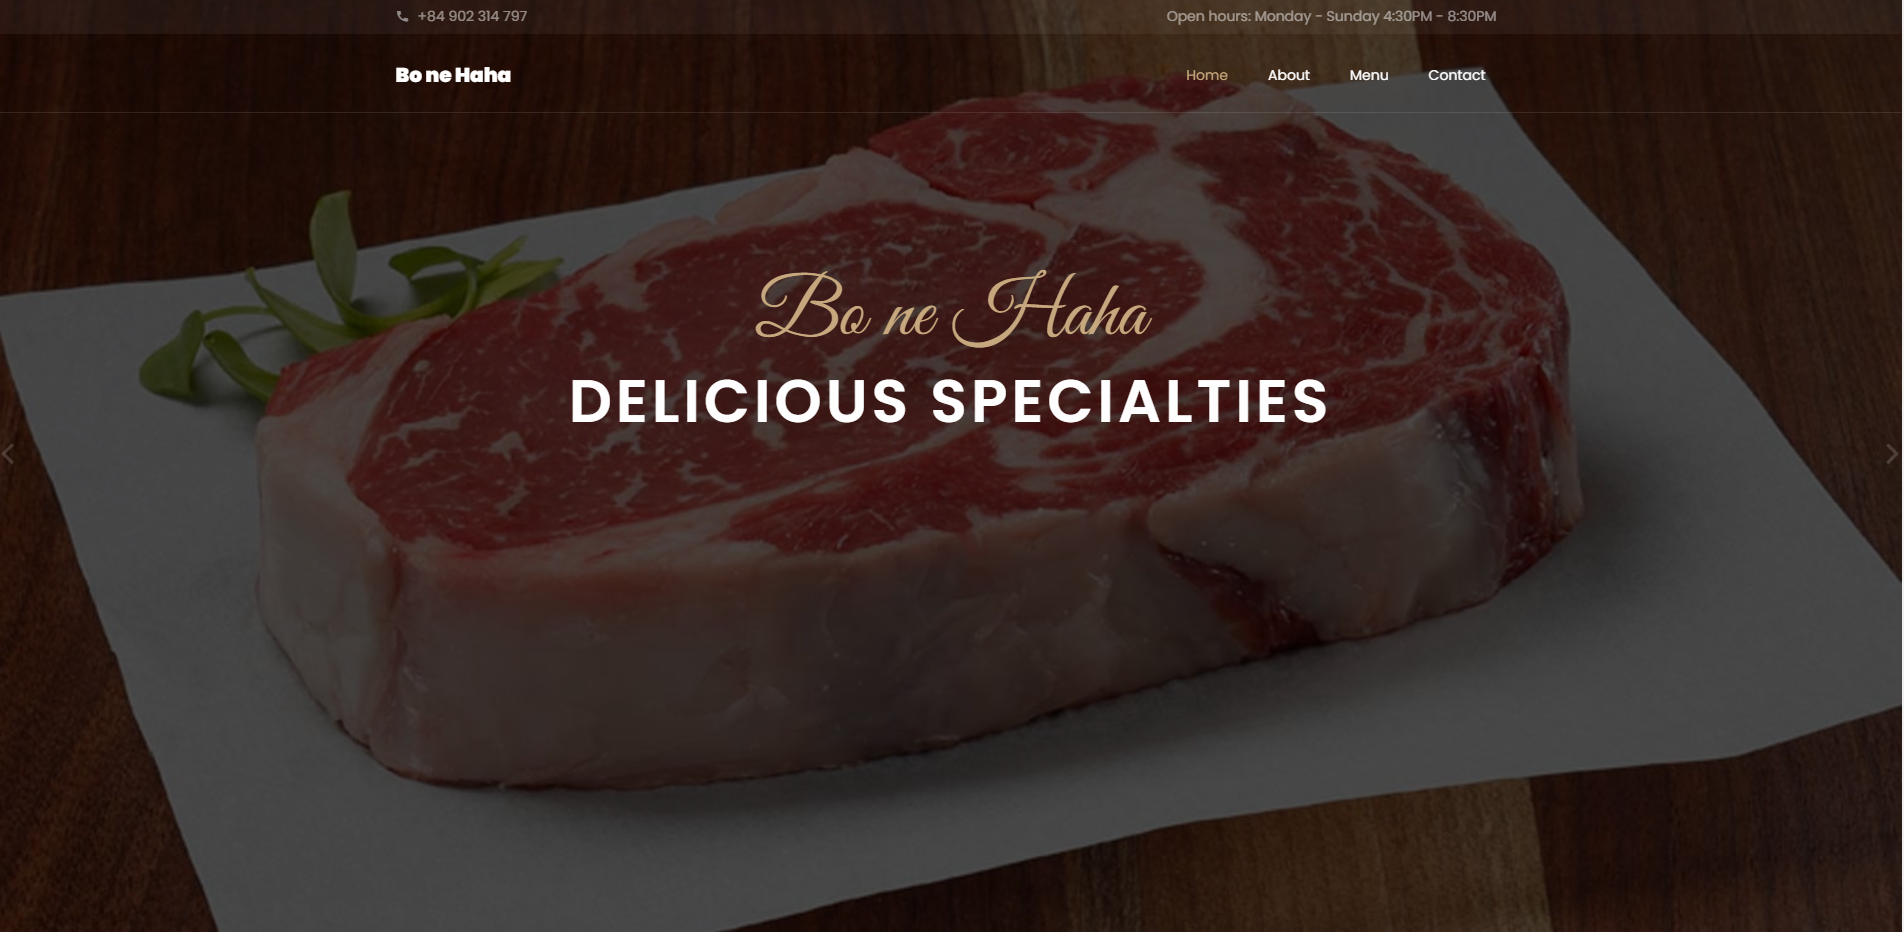 +84 902 314 797
Open hours: Monday - Sunday 4:30PM - 8:30PM
Bo ne Haha
Home About Menu Contact
Bo ne Haha
DELICIOUS SPECIALTIES